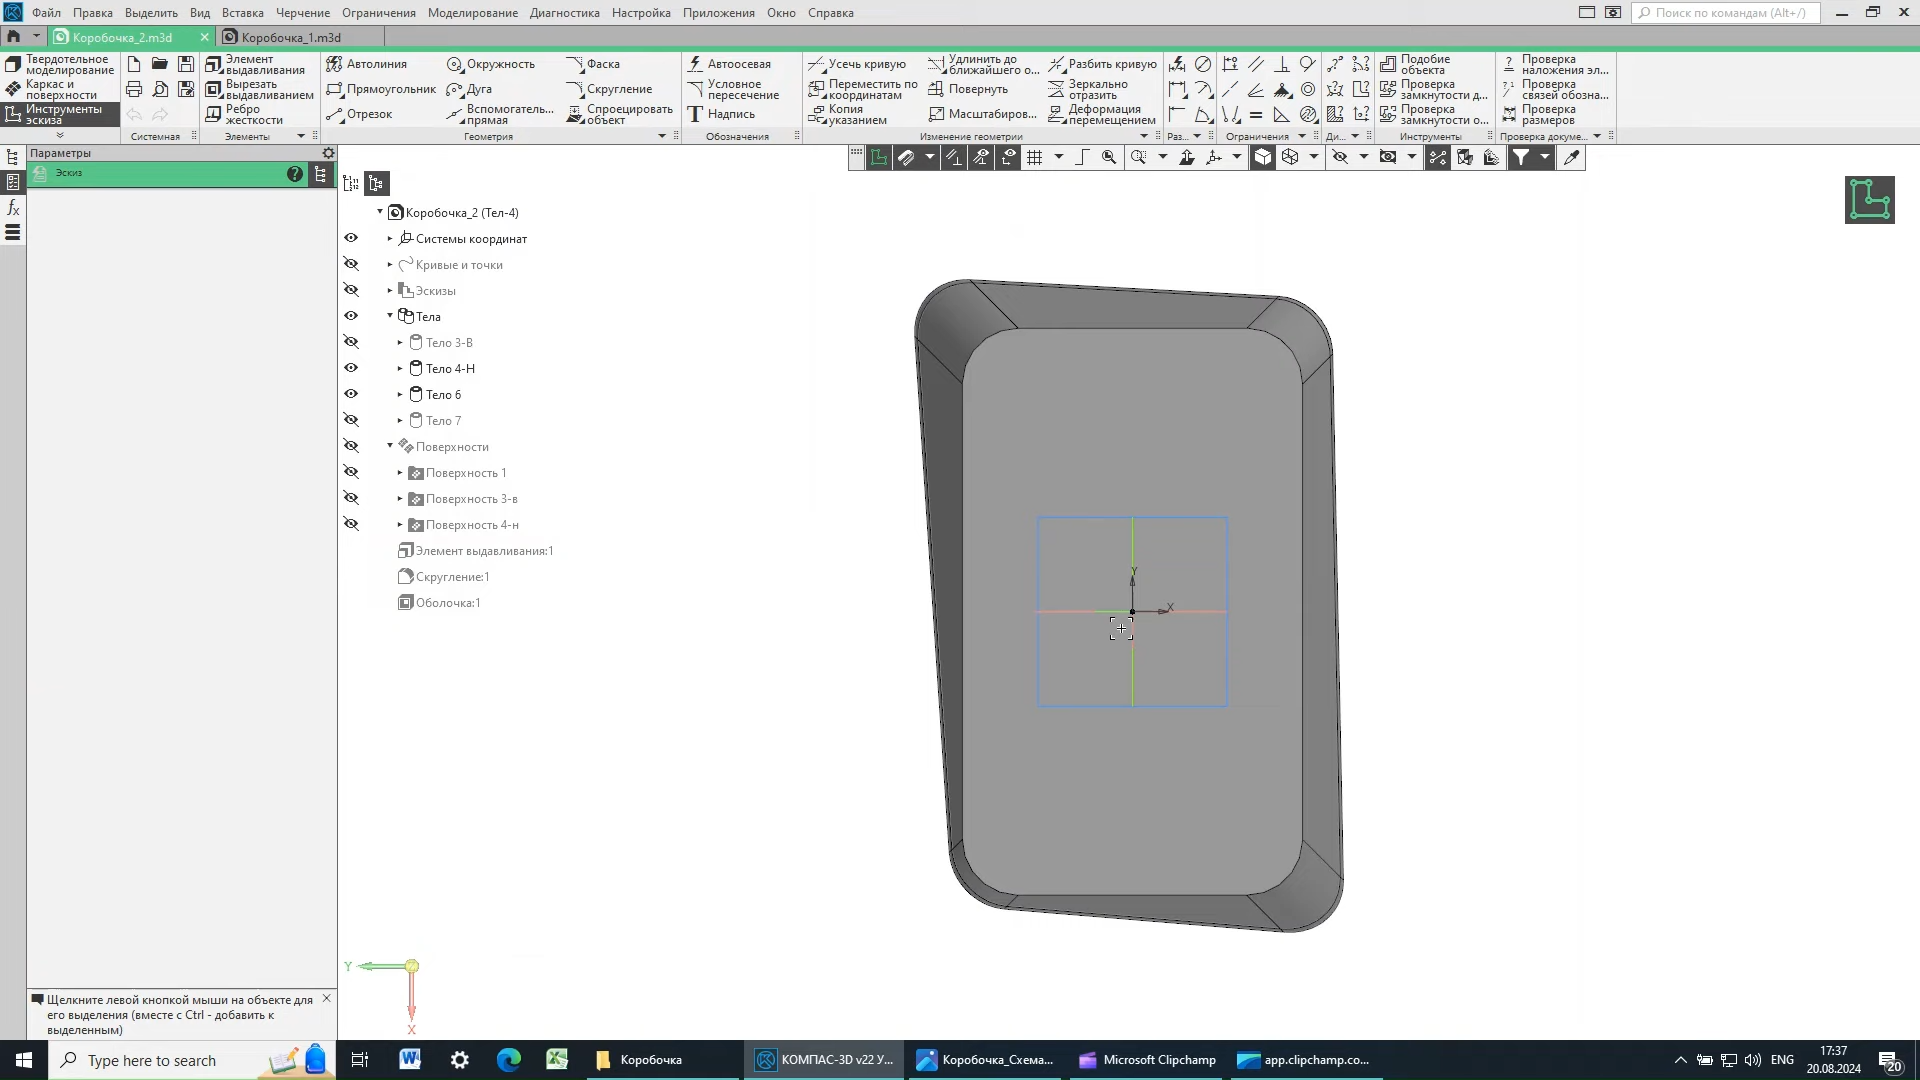 Файл Правка Выделить Вид Вставка Черчение Ограничения Моделирование Диагностика Настройка Приложения Окно Справка
Поиск по командам (Alt+/)
Коробочка_2.m3d
Коробочка_1.m3d
Твердотельное моделирование
Каркас и поверхности
Инструменты эскиза
Системная
Элемент выдавливания
Вырезать выдавливанием
Ребро жесткости
Элементы
Автолиния
Прямоугольник
Отрезок
Окружность
Дуга
Вспомогатель... прямая
Фаска
Скругление
Спроецировать объект
Геометрия
Автоосевая
Условное пересечение
Надпись
Обозначения
Усечь кривую
Переместить по координатам
Копия указанием
Удлинить до ближайшего о...
Повернуть
Масштабиров...
Разбить кривую
Зеркально отразить
Деформация перемещением
Изменение геометрии
Раз...
Ограничения
Ди...
Подобие объекта
Проверка замкнутости д...
Проверка замкнутости о...
Инструменты
Проверка наложения эл...
Проверка связей обозна...
Проверка размеров
Проверка докуме...
Параметры
Эскиз
Коробочка_2 (Тел-4)
Системы координат
Кривые и точки
Эскизы
Тела
Тело 3-В
Тело 4-Н
Тело 6
Тело 7
Поверхности
Поверхность 1
Поверхность 3-в
Поверхность 4-н
Элемент выдавливания:1
Скругление:1
Оболочка:1
Y
X
Y
X
Щелкните левой кнопкой мыши на объекте для
его выделения (вместе с Ctrl - добавить к
выделенным)
Type here to search
Коробочка
КОМПАС-3D v22 У...
Коробочка_Схема...
Microsoft Clipchamp
app.clipchamp.co...
ENG
17:37
20.08.2024
20